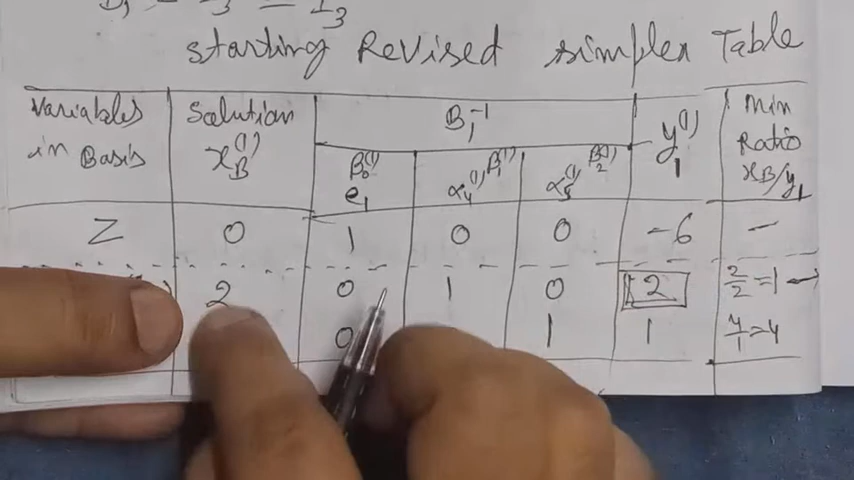 starting Revised simplex Table
Variables in Basis | Solution x_B^(1) | B_1^-1 | y_1^(1) | Min Ratio x_B/y_1
β_0^(1) e_1 | β_1^(1) α_4^(1) | β_2^(1) α_5^(1)
Z | 0 | 1 | 0 | 0 | -6 | -
2 | 0 | 1 | 0 | 2 | 2/2=1 →
0 | 1 | 1 | 4/1=4